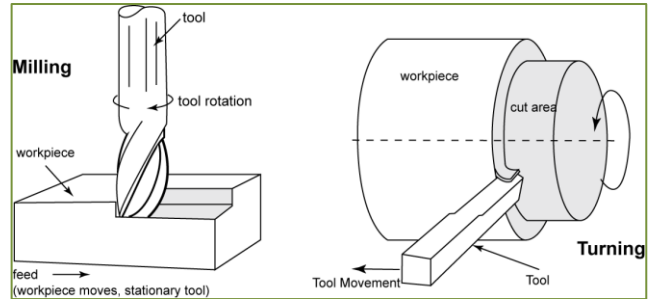 Milling
tool
tool rotation
workpiece
feed
(workpiece moves, stationary tool)
workpiece
cut area
Turning
Tool Movement
Tool